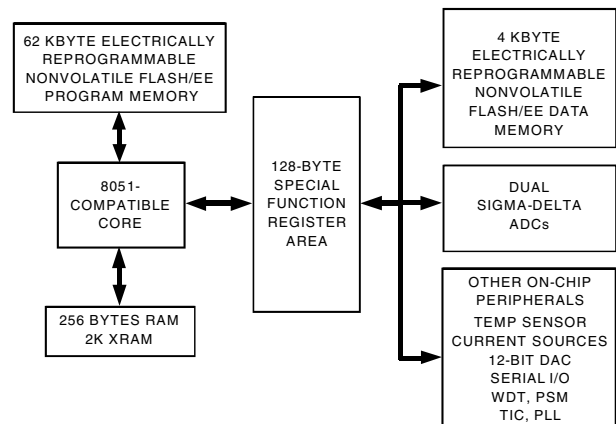 62 KBYTE ELECTRICALLY
REPROGRAMMABLE
NONVOLATILE FLASH/EE
PROGRAM MEMORY
8051-
COMPATIBLE
CORE
256 BYTES RAM
2K XRAM
128-BYTE
SPECIAL
FUNCTION
REGISTER
AREA
4 KBYTE
ELECTRICALLY
REPROGRAMMABLE
NONVOLATILE
FLASH/EE DATA
MEMORY
DUAL
SIGMA-DELTA
ADCs
OTHER ON-CHIP
PERIPHERALS
TEMP SENSOR
CURRENT SOURCES
12-BIT DAC
SERIAL I/O
WDT, PSM
TIC, PLL